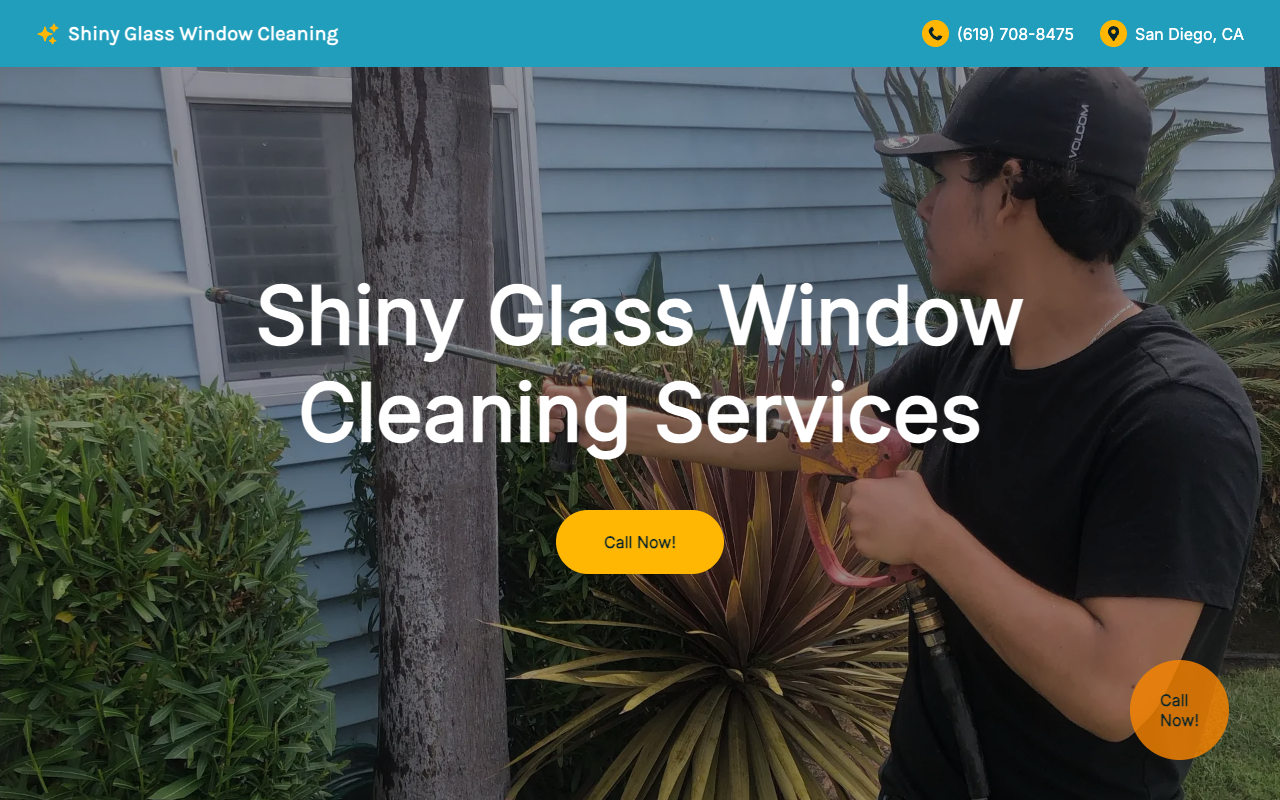 Shiny Glass Window Cleaning
(619) 708-8475
San Diego, CA
VOLCOM
Shiny Glass Window
Cleaning Services
Call Now!
Call
Now!